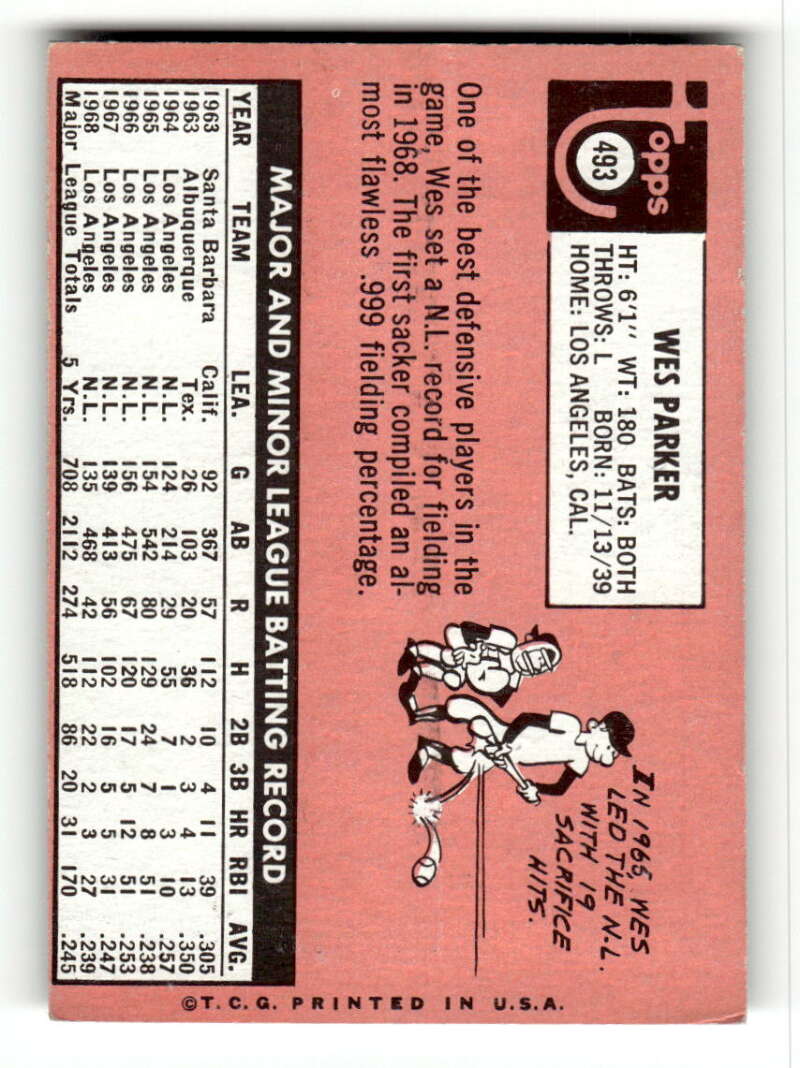 Topps
493
WES PARKER
HT: 6'1" WT: 180 BATS: BOTH
THROWS: L BORN: 11/13/39
HOME: LOS ANGELES, CAL.
One of the best defensive players in the
game, Wes set a N.L. record for fielding
in 1968. The first sacker compiled an al-
most flawless .999 fielding percentage.
IN 1965, WES
LED THE N.L.
WITH 19
SACRIFICE
HITS.
MAJOR AND MINOR LEAGUE BATTING RECORD
YEAR TEAM LEA. G AB R H 2B 3B HR RBI AVG.
1963 Santa Barbara Calif. 92 367 57 112 10 4 11 39 .305
1963 Albuquerque Tex. 26 103 20 36 2 3 4 13 .350
1964 Los Angeles N.L. 124 214 29 55 7 1 3 10 .257
1965 Los Angeles N.L. 154 542 80 129 24 7 8 51 .238
1966 Los Angeles N.L. 156 475 67 120 17 5 12 51 .253
1967 Los Angeles N.L. 139 413 56 102 16 5 5 31 .247
1968 Los Angeles N.L. 135 468 42 112 22 2 3 27 .239
Major League Totals 5 Yrs. 708 2112 274 518 86 20 31 170 .245
©T.C.G. PRINTED IN U.S.A.